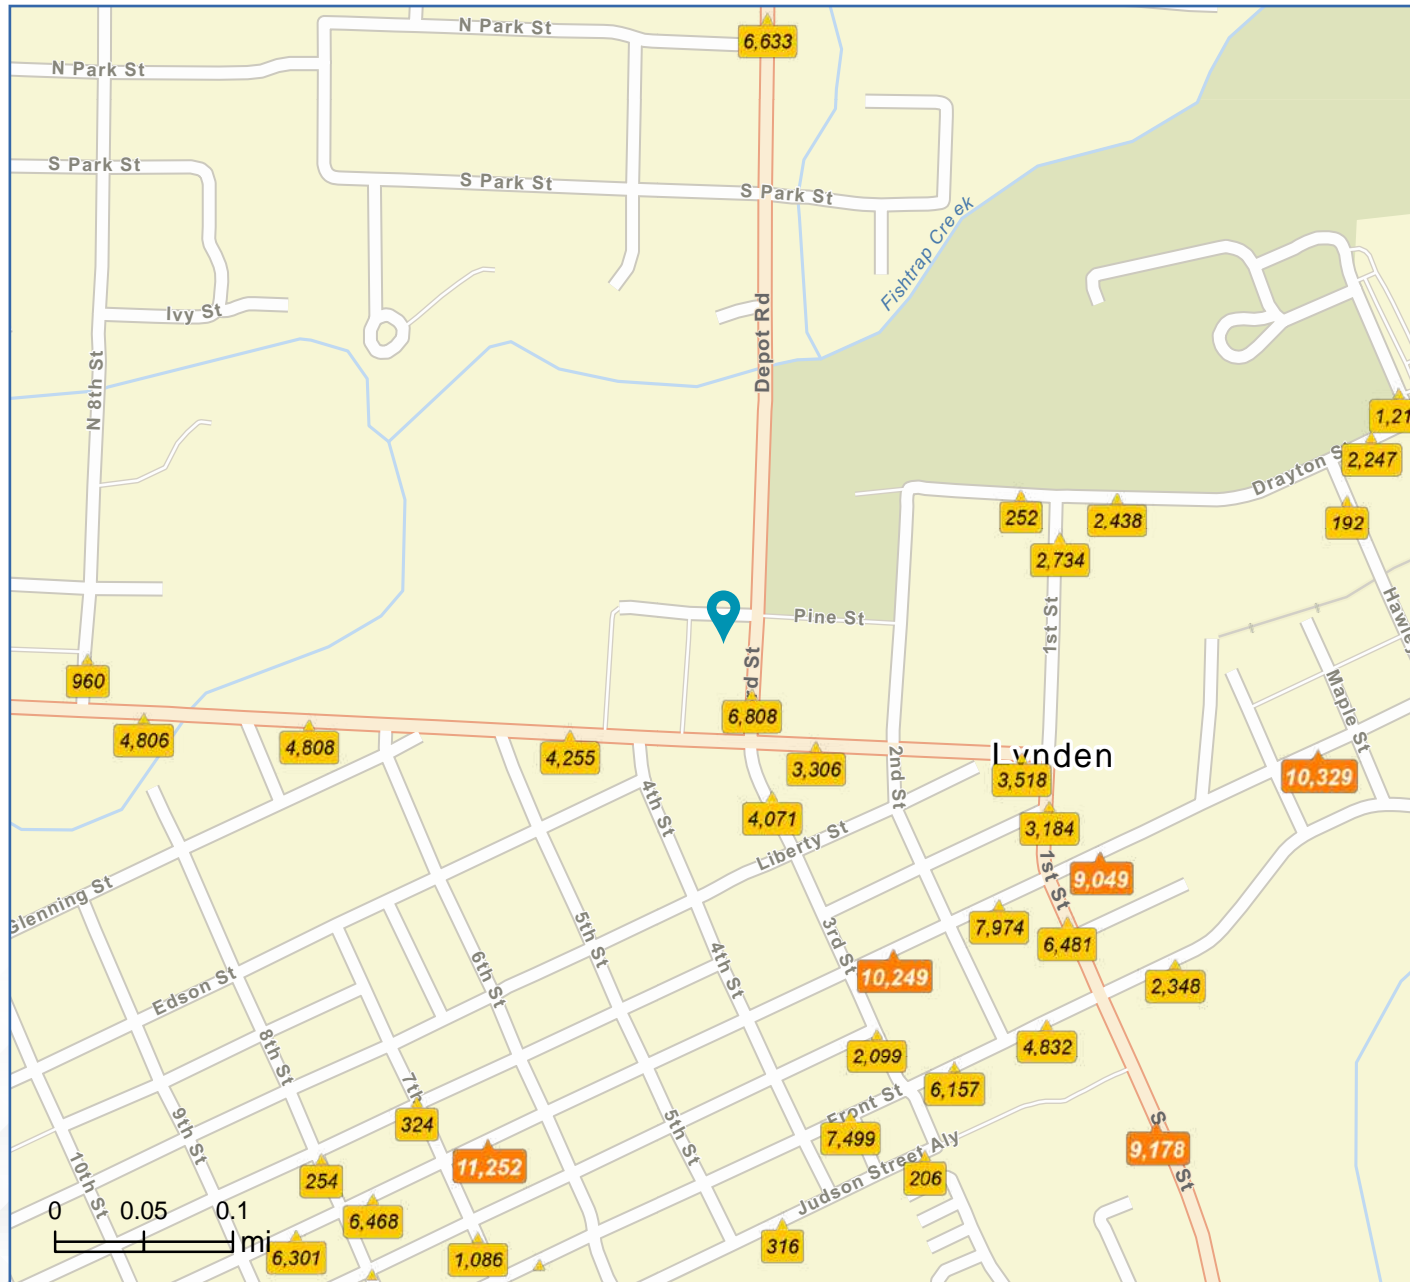 N Park St
6,633
N Park St
S Park St
S Park St
S Park St
Fishtrap Creek
Ivy St
Depot Rd
N 8th St
1,21
2,247
Drayton S
252
2,438
192
2,734
Pine St
1st St
Hawley
rd St
960
6,808
Maple St
4,806
4,808
4,255
3,306
2nd St
Lynden
3,518
10,329
4th St
4,071
3,184
Liberty St
1st St
9,049
Glenning St
7,974
6,481
5th St
3rd St
4th St
6th St
10,249
2,348
Edson St
8th St
4,832
2,099
7th
6,157
324
Front St
9th St
5th St
7,499
Judson Street Aly
S
9,178
St
11,252
254
206
10th St
6,468
0 0.05 0.1
mi
6,301
1,086
316